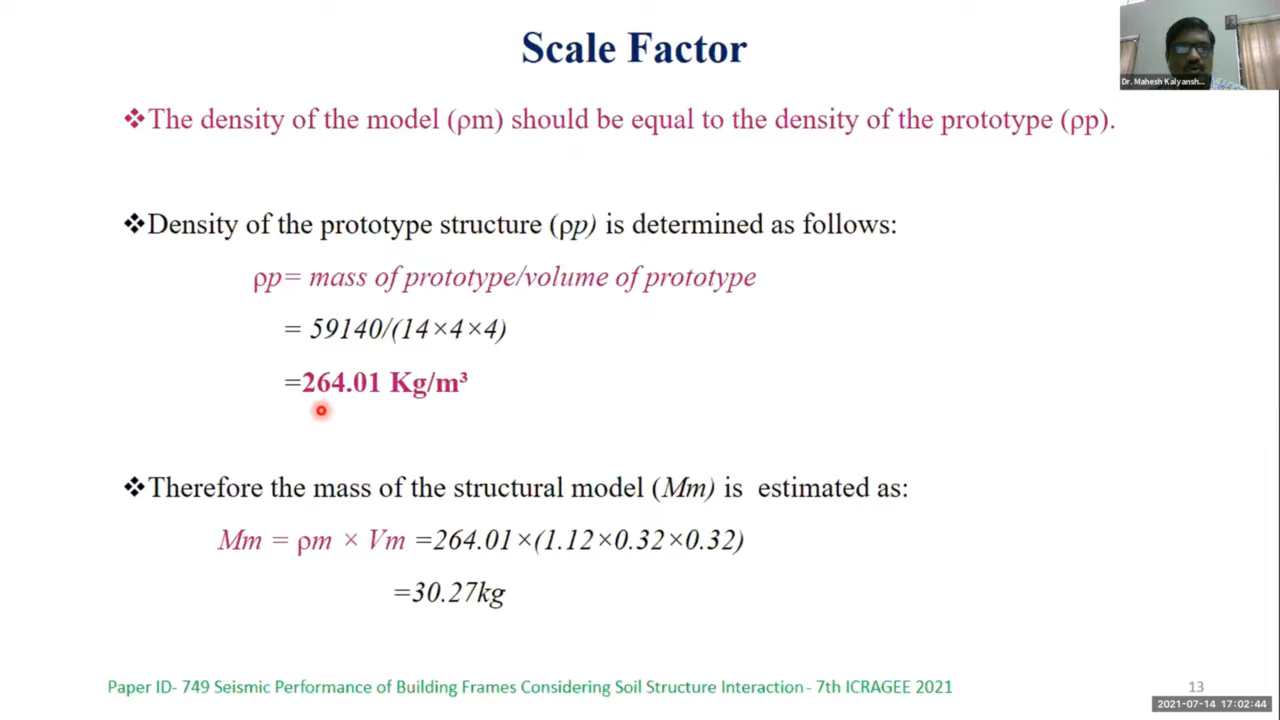 Scale Factor
Dr. Mahesh Kalyansh...
❖The density of the model (ρm) should be equal to the density of the prototype (ρp).
❖Density of the prototype structure (ρp) is determined as follows:
ρp= mass of prototype/volume of prototype
= 59140/(14×4×4)
=264.01 Kg/m³
❖Therefore the mass of the structural model (Mm) is estimated as:
Mm = ρm × Vm =264.01×(1.12×0.32×0.32)
=30.27kg
Paper ID- 749 Seismic Performance of Building Frames Considering Soil Structure Interaction - 7th ICRAGEE 2021
13
2021-07-14 17:02:44